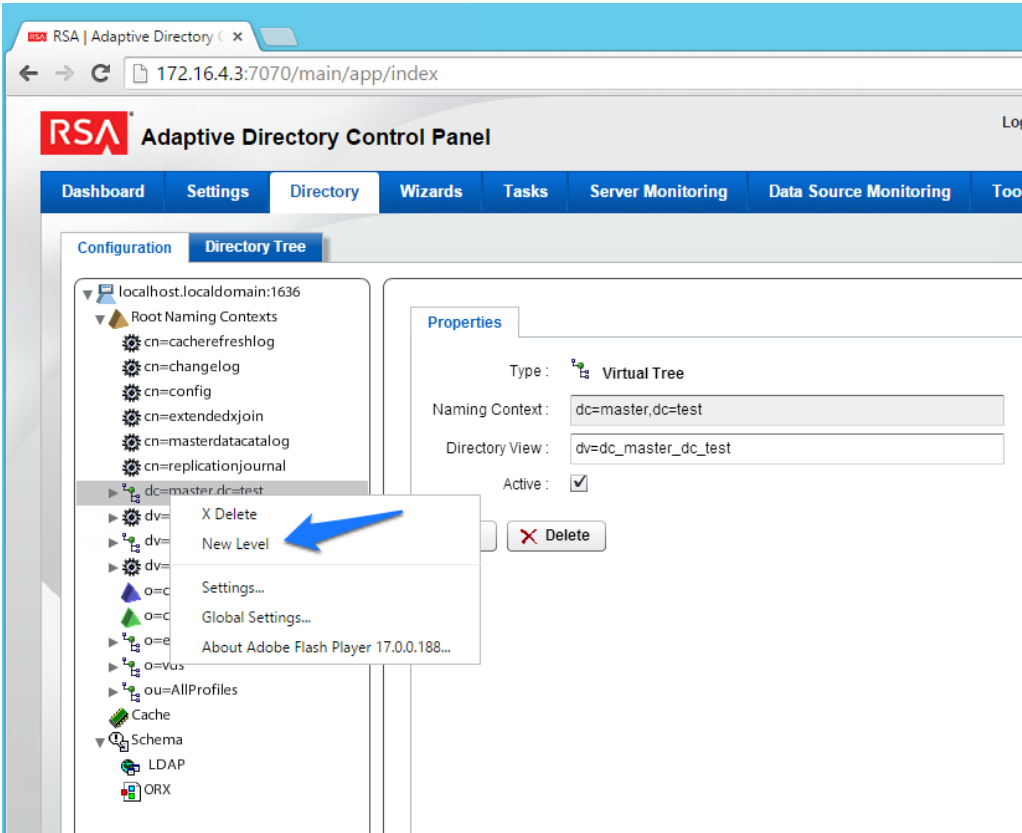 RSA | Adaptive Directory C
172.16.4.3:7070/main/app/index
RSA Adaptive Directory Control Panel
Log
Dashboard Settings Directory Wizards Tasks Server Monitoring Data Source Monitoring Too
Configuration Directory Tree
localhost.localdomain:1636
Root Naming Contexts
cn=cacherefreshlog
cn=changelog
cn=config
cn=extendedxjoin
cn=masterdatacatalog
cn=replicationjournal
dc=master,dc=test
dv=
dv=
dv=
o=c
o=c
o=e
o=vds
ou=AllProfiles
Cache
Schema
LDAP
ORX
X Delete
New Level
Settings...
Global Settings...
About Adobe Flash Player 17.0.0.188...
Properties
Type : Virtual Tree
Naming Context : dc=master,dc=test
Directory View : dv=dc_master_dc_test
Active :
Delete